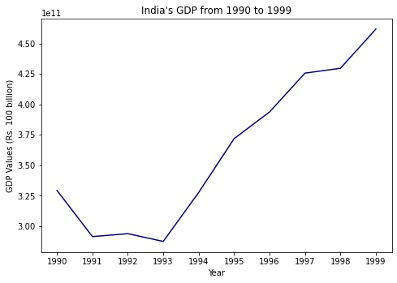 India's GDP from 1990 to 1999
1e11
4.50
4.25
4.00
3.75
3.50
3.25
3.00
GDP Values (Rs. 100 billion)
1990 1991 1992 1993 1994 1995 1996 1997 1998 1999
Year